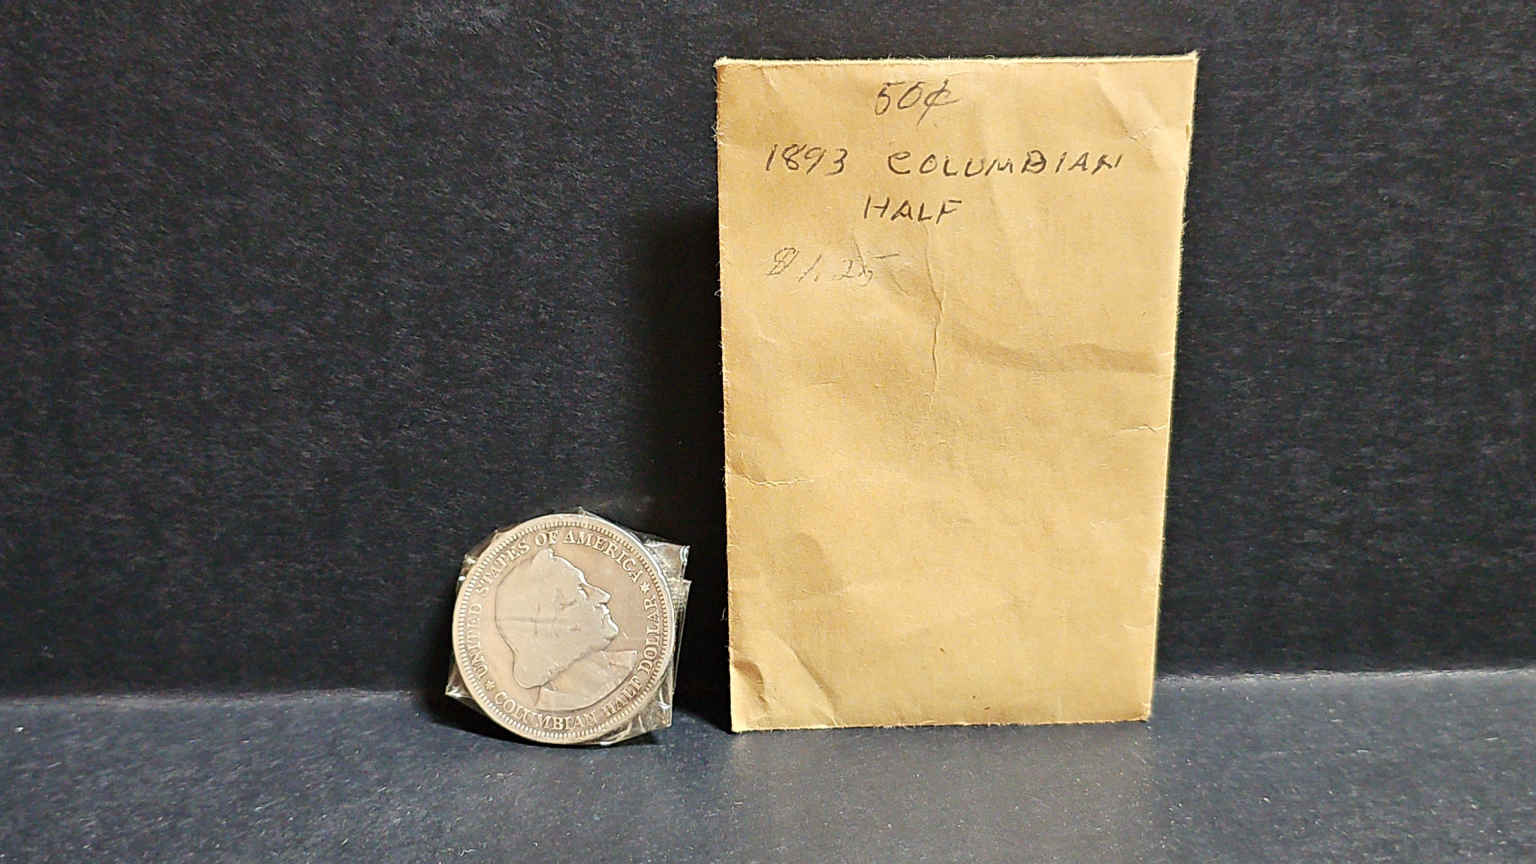 50¢
1893 COLUMBIAN
HALF
$1.25
UNITED STATES OF AMERICA
COLUMBIAN HALF DOLLAR